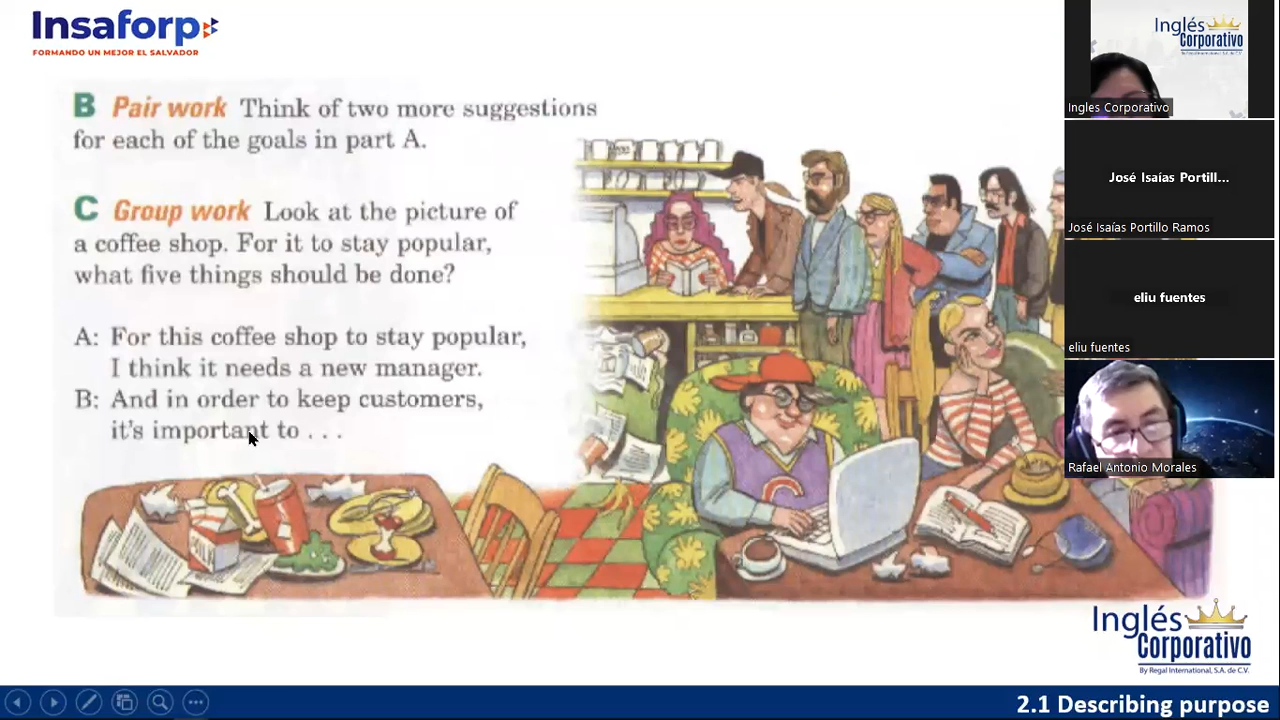 Insaforp
FORMANDO UN MEJOR EL SALVADOR
B Pair work Think of two more suggestions
for each of the goals in part A.
C Group work Look at the picture of
a coffee shop. For it to stay popular,
what five things should be done?
A: For this coffee shop to stay popular,
I think it needs a new manager.
B: And in order to keep customers,
it's important to . . .
C
Inglés
Corporativo
Ingles Corporativo
José Isaías Portill...
José Isaías Portillo Ramos
eliu fuentes
eliu fuentes
Rafael Antonio Morales
Inglés
Corporativo
By Regal Internacional, S.A. de C.V.
2.1 Describing purpose